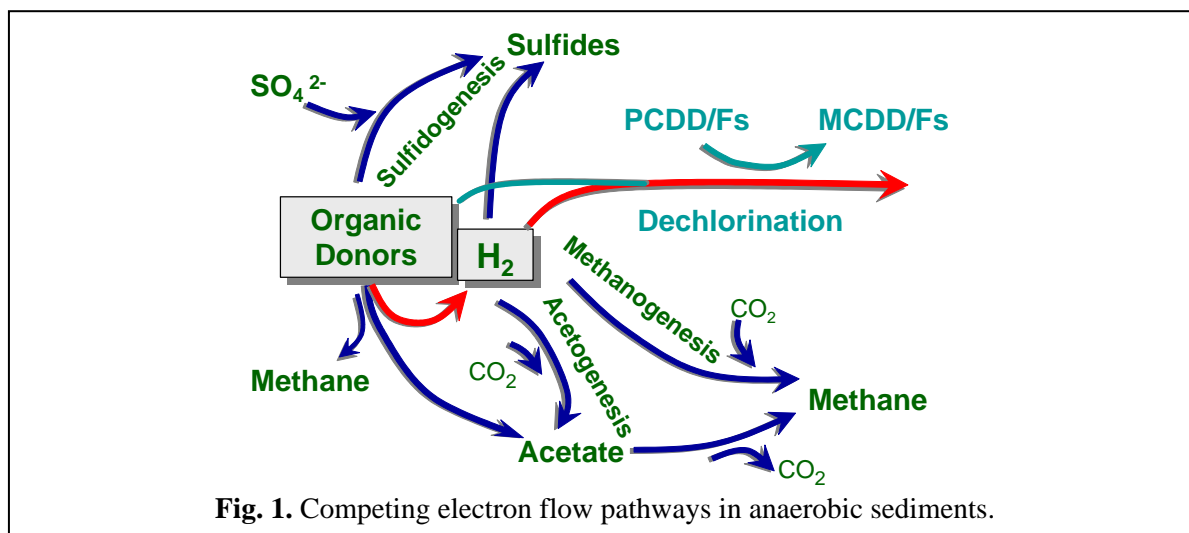 Sulfides
SO₄ ²⁻
Sulfidogenesis
PCDD/Fs
MCDD/Fs
Organic
Donors
H₂
Dechlorination
Methanogenesis
Acetogenesis
CO₂
CO₂
Methane
Methane
Acetate
CO₂
Fig. 1. Competing electron flow pathways in anaerobic sediments.